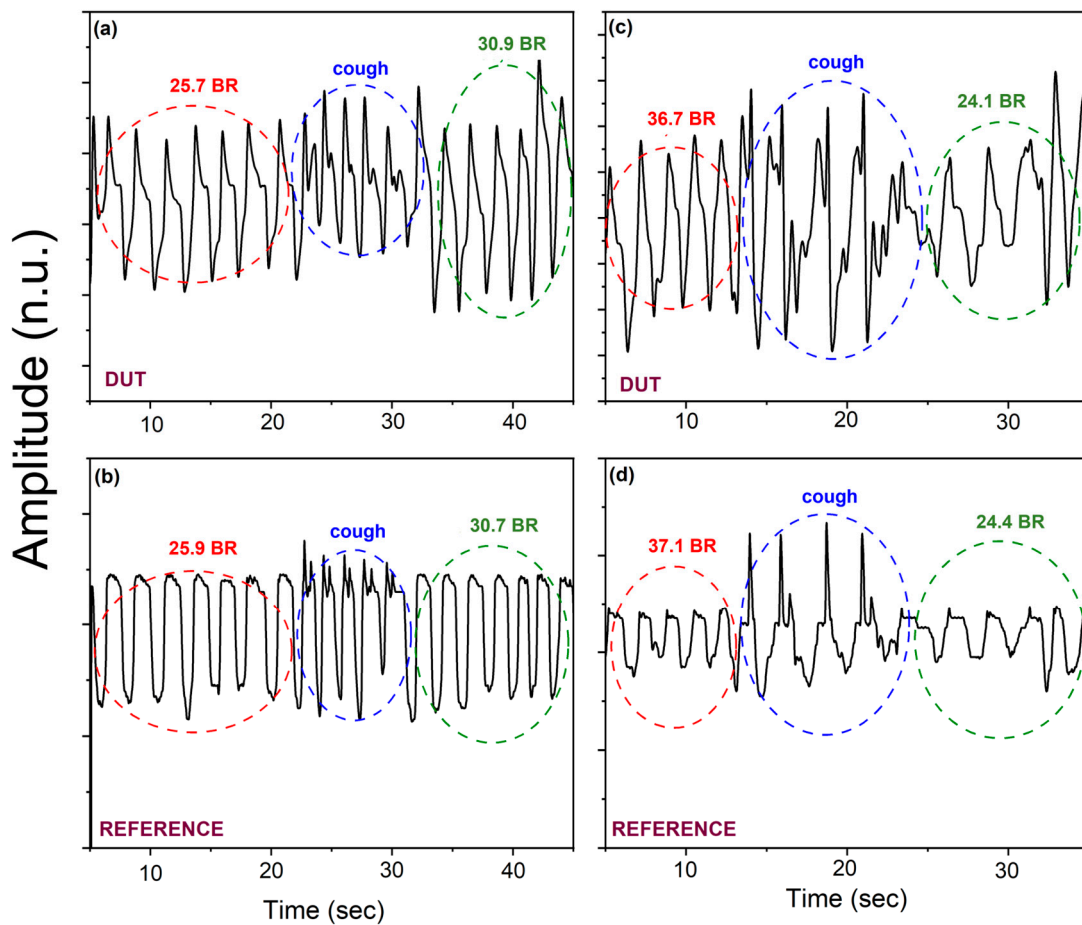 Amplitude (n.u.)
(a)
25.7 BR
cough
30.9 BR
DUT
10
20
30
40
(c)
36.7 BR
cough
24.1 BR
DUT
10
20
30
(b)
25.9 BR
cough
30.7 BR
REFERENCE
10
20
30
40
Time (sec)
(d)
37.1 BR
cough
24.4 BR
REFERENCE
10
20
30
Time (sec)